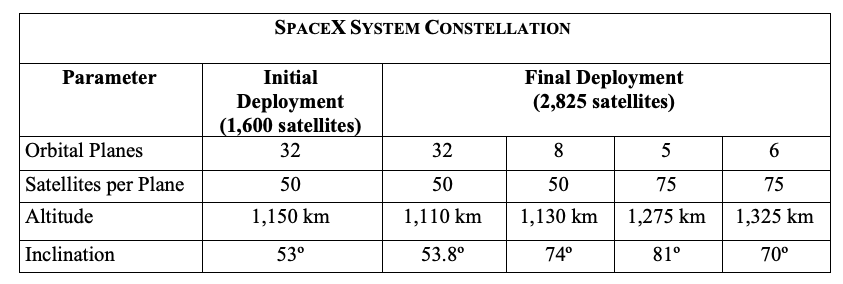 SPACEX SYSTEM CONSTELLATION
Parameter
Initial
Deployment
(1,600 satellites)
Final Deployment
(2,825 satellites)
Orbital Planes 32 32 8 5 6
Satellites per Plane 50 50 50 75 75
Altitude 1,150 km 1,110 km 1,130 km 1,275 km 1,325 km
Inclination 53º 53.8º 74º 81º 70º